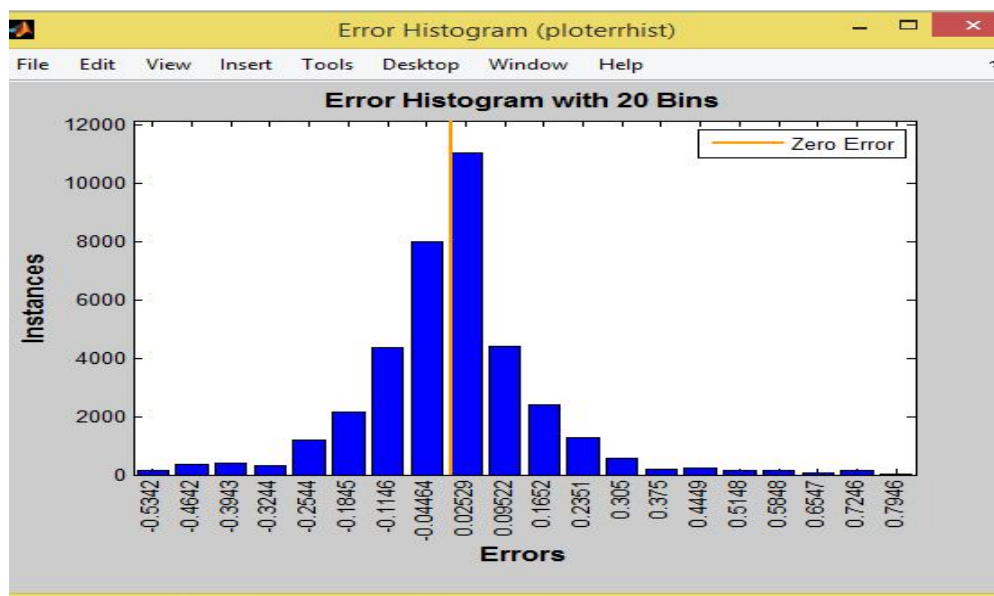 Error Histogram (ploterrhist)
File Edit View Insert Tools Desktop Window Help
Error Histogram with 20 Bins
Zero Error
12000
10000
8000
6000
4000
2000
0
Instances
-0.5342 -0.4642 -0.3943 -0.3244 -0.2544 -0.1845 -0.1146 -0.04464 0.02529 0.09522 0.1652 0.2351 0.305 0.375 0.4449 0.5148 0.5848 0.6547 0.7246 0.7946
Errors